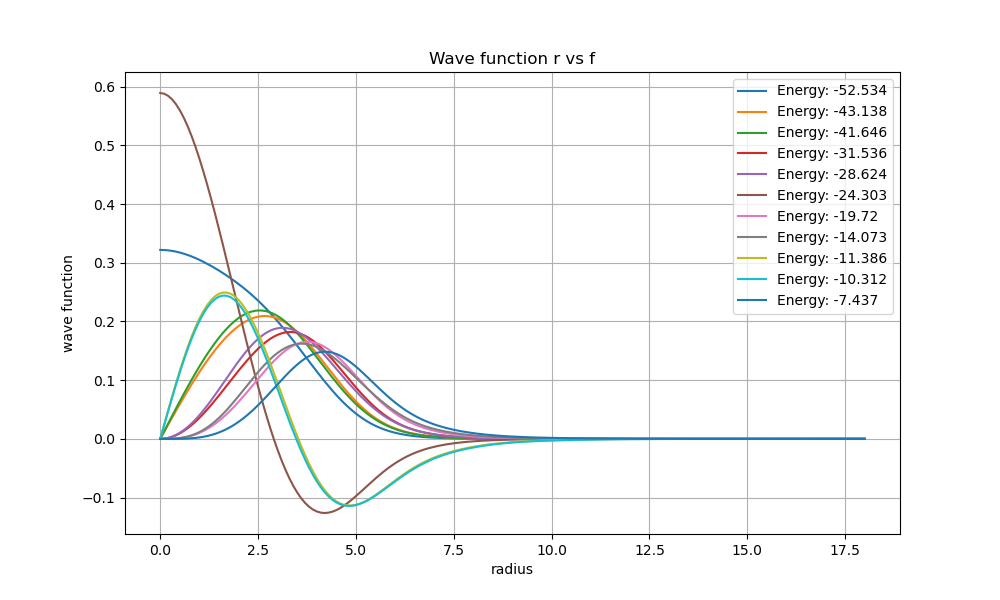 Wave function r vs f
wave function
0.6
0.5
0.4
0.3
0.2
0.1
0.0
−0.1
Energy: -52.534
Energy: -43.138
Energy: -41.646
Energy: -31.536
Energy: -28.624
Energy: -24.303
Energy: -19.72
Energy: -14.073
Energy: -11.386
Energy: -10.312
Energy: -7.437
0.0 2.5 5.0 7.5 10.0 12.5 15.0 17.5
radius